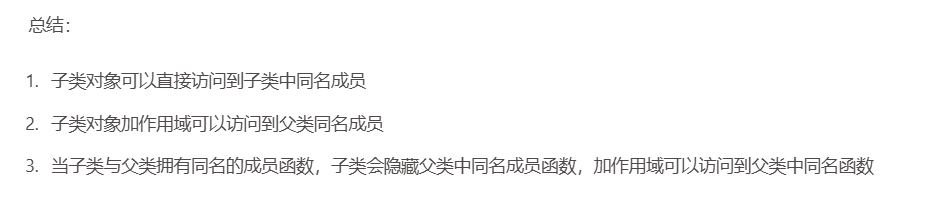 总结：
1. 子类对象可以直接访问到子类中同名成员
2. 子类对象加作用域可以访问到父类同名成员
3. 当子类与父类拥有同名的成员函数，子类会隐藏父类中同名成员函数，加作用域可以访问到父类中同名函数